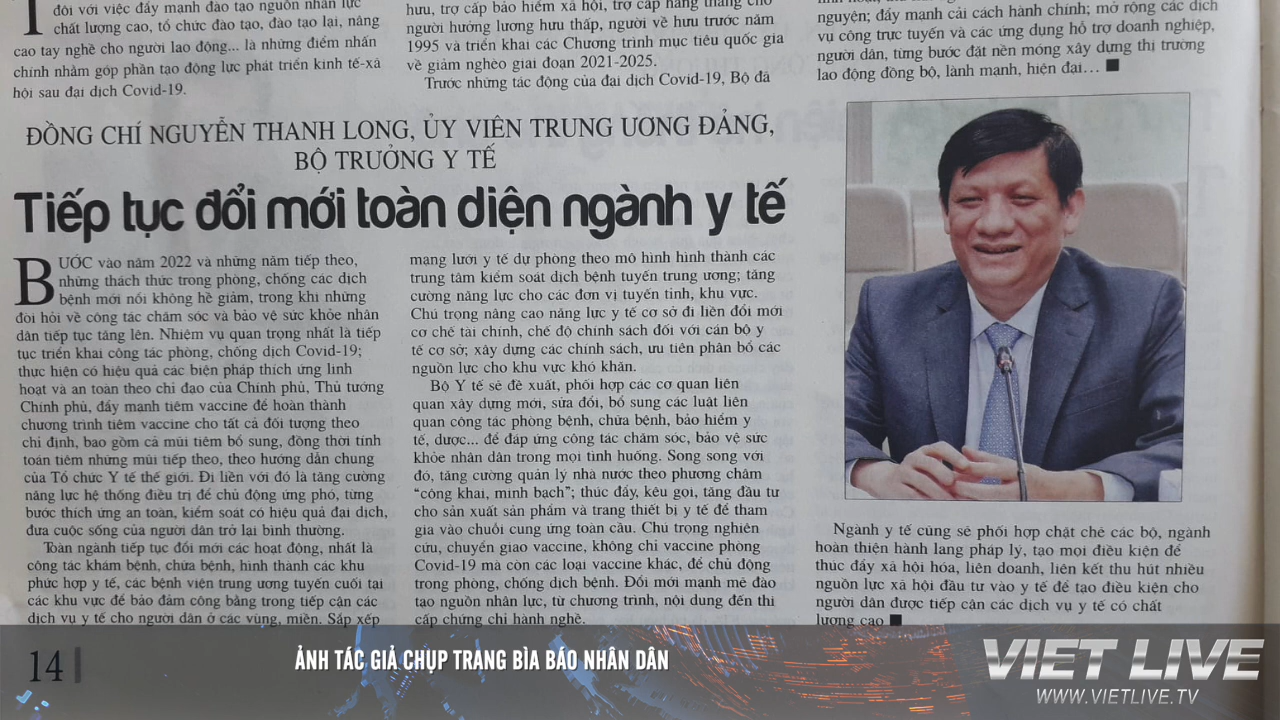 đối với việc đẩy mạnh đào tạo nguồn nhân lực
chất lượng cao, tổ chức đào tạo, đào tạo lại, nâng
cao tay nghề cho người lao động... là những điểm nhấn
chính nhằm góp phần tạo động lực phát triển kinh tế-xã
hội sau đại dịch Covid-19.
hưu, trợ cấp bảo hiểm xã hội, trợ cấp hằng tháng cho
người hưởng lương hưu thấp, người về hưu trước năm
1995 và triển khai các Chương trình mục tiêu quốc gia
về giảm nghèo giai đoạn 2021-2025.
Trước những tác động của đại dịch Covid-19, Bộ đã
nguyên; đẩy mạnh cải cách hành chính; mở rộng các dịch
vụ công trực tuyến và các ứng dụng hỗ trợ doanh nghiệp,
người dân, từng bước đặt nền móng xây dựng thị trường
lao động đồng bộ, lành mạnh, hiện đại... ■
ĐỒNG CHÍ NGUYỄN THANH LONG, ỦY VIÊN TRUNG ƯƠNG ĐẢNG,
BỘ TRƯỞNG Y TẾ
Tiếp tục đổi mới toàn diện ngành y tế
BƯỚC vào năm 2022 và những năm tiếp theo,
những thách thức trong phòng, chống các dịch
bệnh mới nổi không hề giảm, trong khi những
đòi hỏi về công tác chăm sóc và bảo vệ sức khỏe nhân
dân tiếp tục tăng lên. Nhiệm vụ quan trọng nhất là tiếp
tục triển khai công tác phòng, chống dịch Covid-19;
thực hiện có hiệu quả các biện pháp thích ứng linh
hoạt và an toàn theo chỉ đạo của Chính phủ, Thủ tướng
Chính phủ, đẩy mạnh tiêm vaccine để hoàn thành
chương trình tiêm vaccine cho tất cả đối tượng theo
chỉ định, bao gồm cả mũi tiêm bổ sung, đồng thời tính
toán tiêm những mũi tiếp theo, theo hướng dẫn chung
của Tổ chức Y tế thế giới. Đi liền với đó là tăng cường
năng lực hệ thống điều trị để chủ động ứng phó, từng
bước thích ứng an toàn, kiểm soát có hiệu quả đại dịch,
đưa cuộc sống của người dân trở lại bình thường.
Toàn ngành tiếp tục đổi mới các hoạt động, nhất là
công tác khám bệnh, chữa bệnh, hình thành các khu
phức hợp y tế, các bệnh viện trung ương tuyến cuối tại
các khu vực để bảo đảm công bằng trong tiếp cận các
dịch vụ y tế cho người dân ở các vùng, miền. Sắp xếp
mạng lưới y tế dự phòng theo mô hình hình thành các
trung tâm kiểm soát dịch bệnh tuyến trung ương; tăng
cường năng lực cho các đơn vị tuyến tỉnh, khu vực.
Chú trọng nâng cao năng lực y tế cơ sở đi liền đổi mới
cơ chế tài chính, chế độ chính sách đối với cán bộ y
tế cơ sở; xây dựng các chính sách, ưu tiên phân bổ các
nguồn lực cho khu vực khó khăn.
Bộ Y tế sẽ đề xuất, phối hợp các cơ quan liên
quan xây dựng mới, sửa đổi, bổ sung các luật liên
quan công tác phòng bệnh, chữa bệnh, bảo hiểm y
tế, dược... để đáp ứng công tác chăm sóc, bảo vệ sức
khỏe nhân dân trong mọi tình huống. Song song với
đó, tăng cường quản lý nhà nước theo phương châm
“công khai, minh bạch”; thúc đẩy, kêu gọi, tăng đầu tư
cho sản xuất sản phẩm và trang thiết bị y tế để tham
gia vào chuỗi cung ứng toàn cầu. Chú trọng nghiên
cứu, chuyển giao vaccine, không chỉ vaccine phòng
Covid-19 mà còn các loại vaccine khác, để chủ động
trong phòng, chống dịch bệnh. Đổi mới mạnh mẽ đào
tạo nguồn nhân lực, từ chương trình, nội dung đến thi
cấp chứng chỉ hành nghề.
Ngành y tế cũng sẽ phối hợp chặt chẽ các bộ, ngành
hoàn thiện hành lang pháp lý, tạo mọi điều kiện để
thúc đẩy xã hội hóa, liên doanh, liên kết thu hút nhiều
nguồn lực xã hội đầu tư vào y tế để tạo điều kiện cho
người dân được tiếp cận các dịch vụ y tế có chất
lượng cao ■
14
ẢNH TÁC GIẢ CHỤP TRANG BÌA BÁO NHÂN DÂN
VIET LIVE
WWW.VIETLIVE.TV